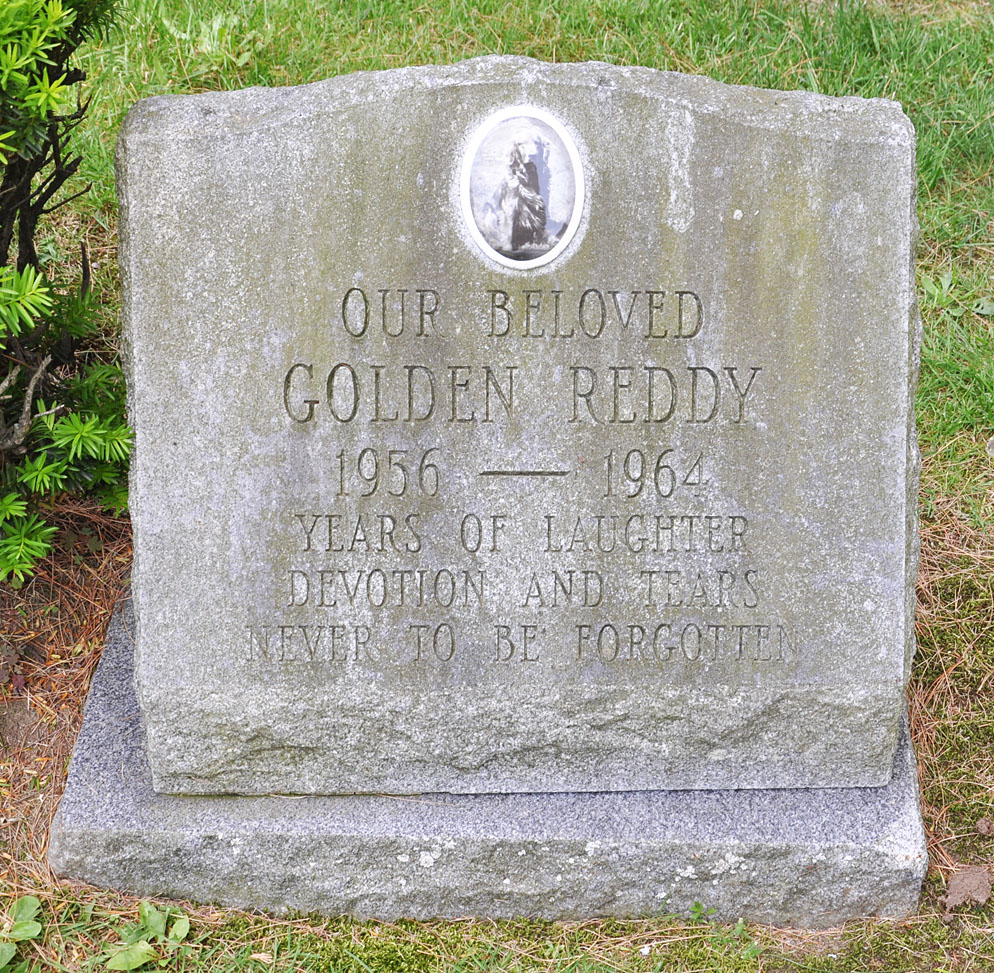 OUR BELOVED
GOLDEN REDDY
1956 — 1964
YEARS OF LAUGHTER
DEVOTION AND TEARS
NEVER TO BE FORGOTTEN